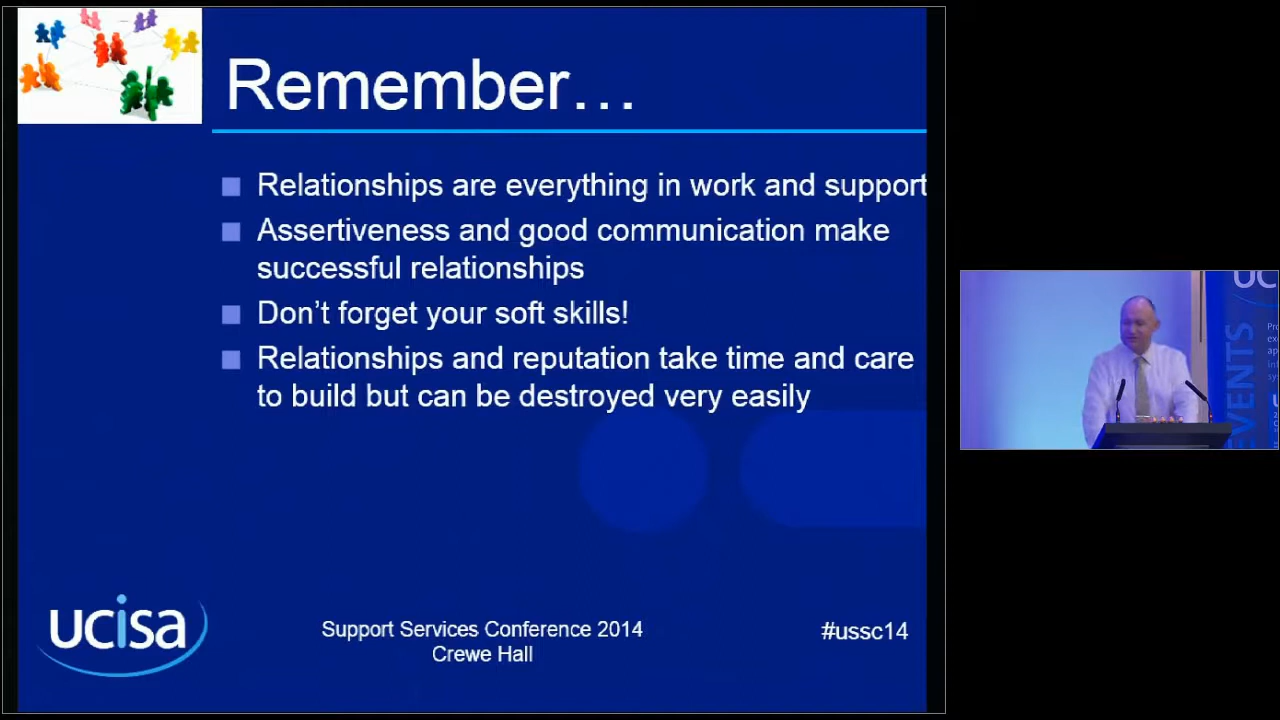 Remember…
Relationships are everything in work and support
Assertiveness and good communication make
successful relationships
Don't forget your soft skills!
Relationships and reputation take time and care
to build but can be destroyed very easily
ucisa
Support Services Conference 2014
Crewe Hall
#ussc14
UCIS
EVENTS